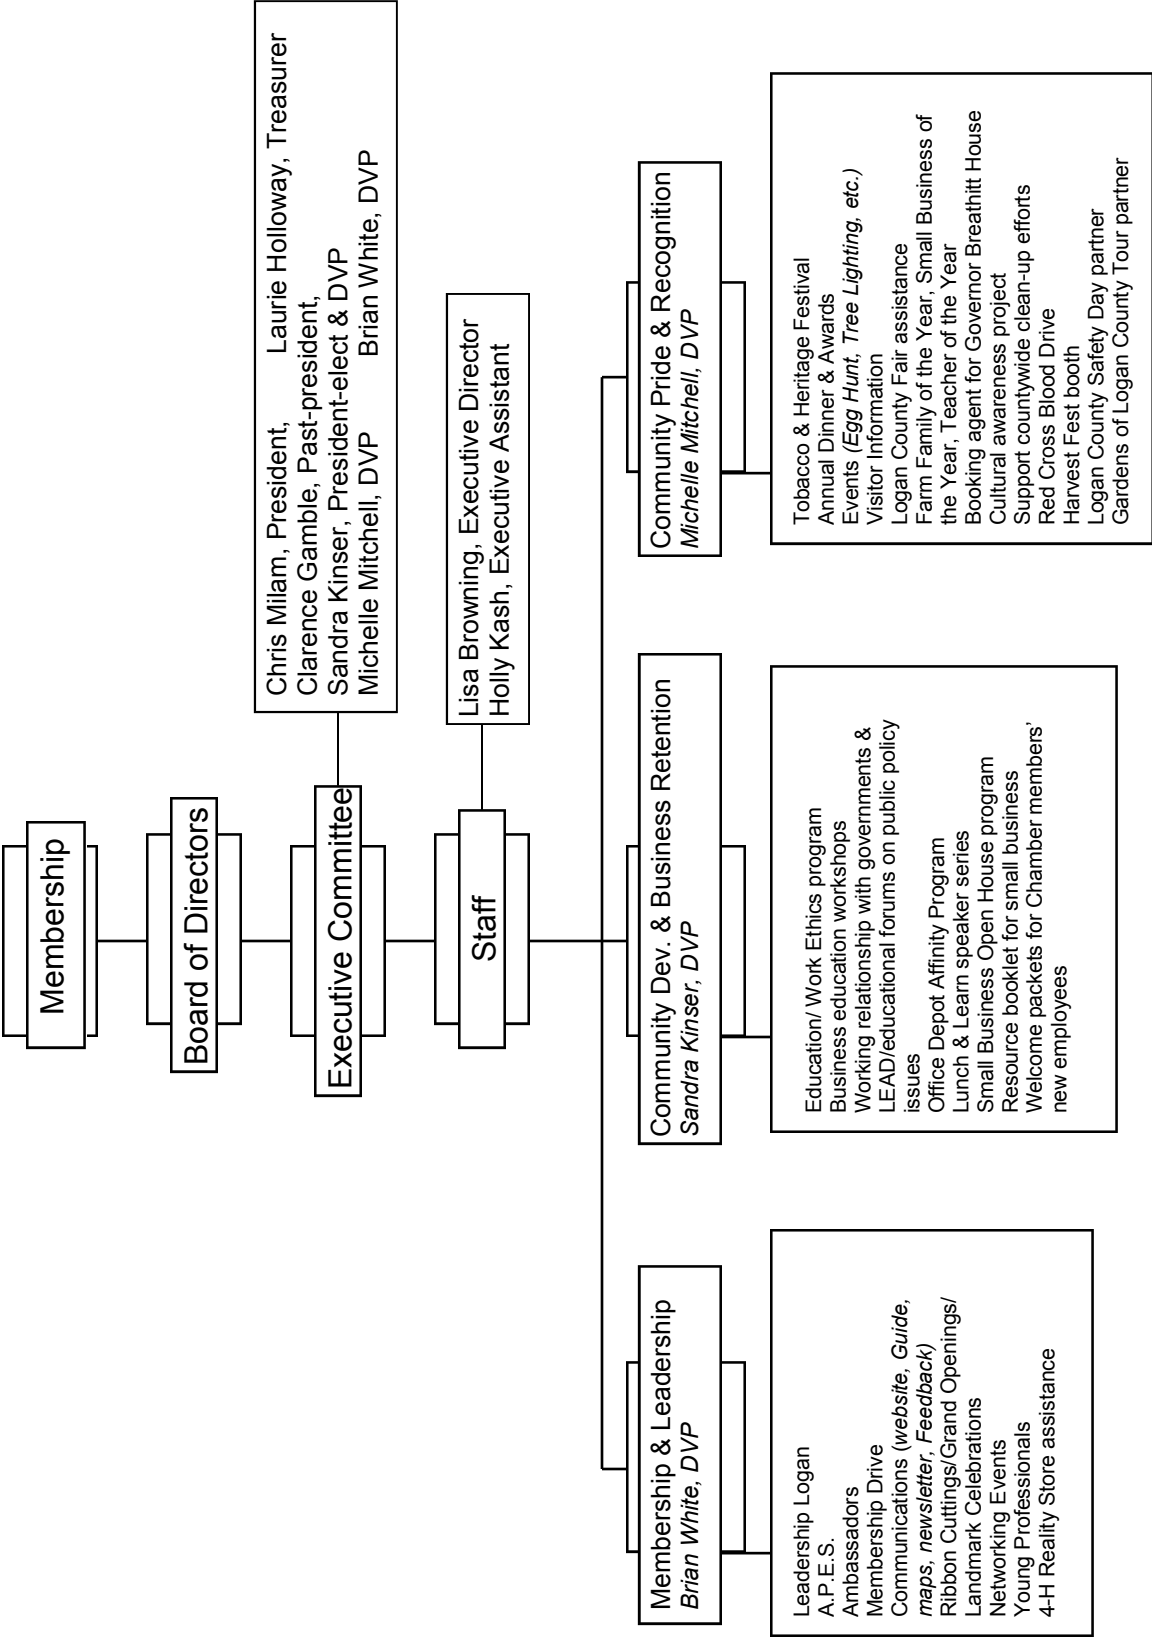 Membership
Board of Directors
Executive Committee
Chris Milam, President, Laurie Holloway, Treasurer
Clarence Gamble, Past-president,
Sandra Kinser, President-elect & DVP
Michelle Mitchell, DVP Brian White, DVP
Staff
Lisa Browning, Executive Director
Holly Kash, Executive Assistant
Membership & Leadership
Brian White, DVP
Leadership Logan
A.P.E.S.
Ambassadors
Membership Drive
Communications (website, Guide,
maps, newsletter, Feedback)
Ribbon Cuttings/Grand Openings/
Landmark Celebrations
Networking Events
Young Professionals
4-H Reality Store assistance
Community Dev. & Business Retention
Sandra Kinser, DVP
Education/ Work Ethics program
Business education workshops
Working relationship with governments &
LEAD/educational forums on public policy
issues
Office Depot Affinity Program
Lunch & Learn speaker series
Small Business Open House program
Resource booklet for small business
Welcome packets for Chamber members’
new employees
Community Pride & Recognition
Michelle Mitchell, DVP
Tobacco & Heritage Festival
Annual Dinner & Awards
Events (Egg Hunt, Tree Lighting, etc.)
Visitor Information
Logan County Fair assistance
Farm Family of the Year, Small Business of
the Year, Teacher of the Year
Booking agent for Governor Breathitt House
Cultural awareness project
Support countywide clean-up efforts
Red Cross Blood Drive
Harvest Fest booth
Logan County Safety Day partner
Gardens of Logan County Tour partner